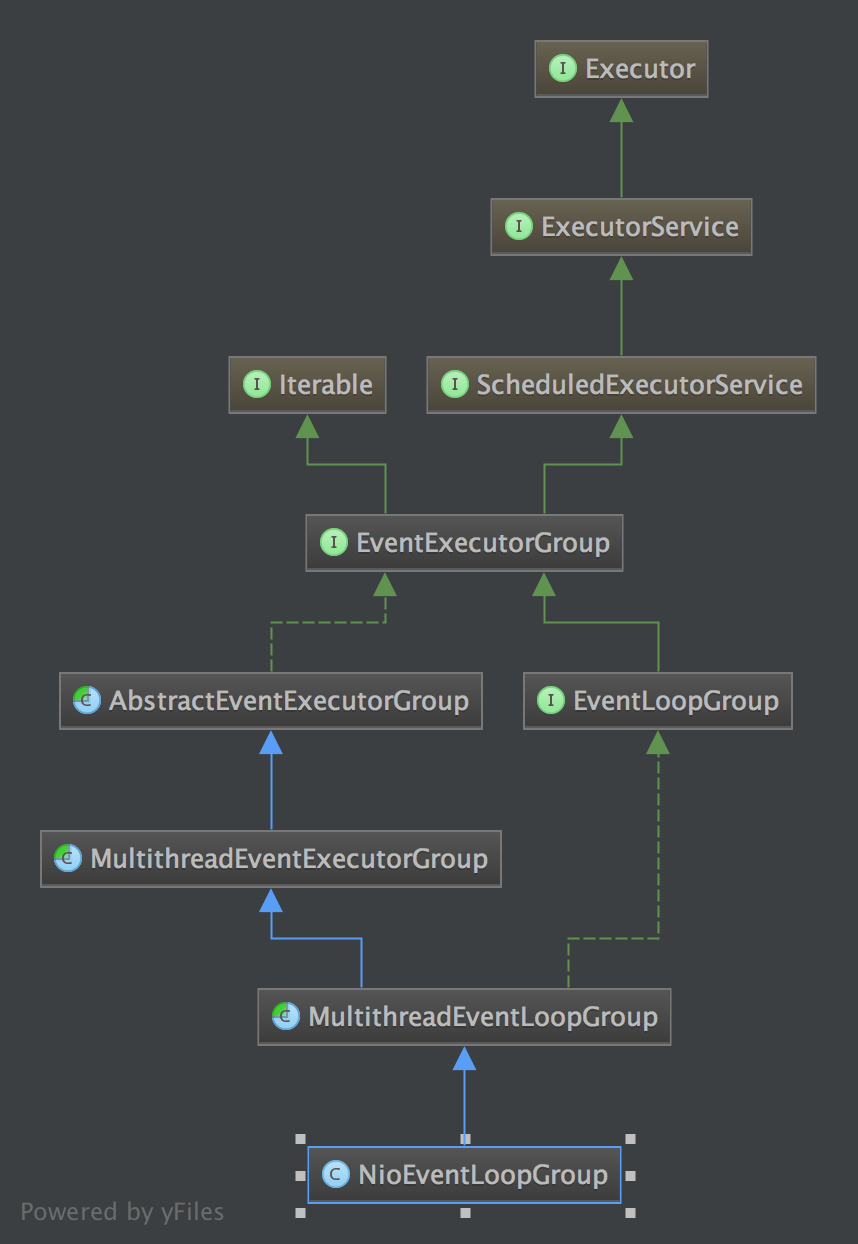 I Executor
I ExecutorService
I Iterable
I ScheduledExecutorService
I EventExecutorGroup
C AbstractEventExecutorGroup
I EventLoopGroup
C MultithreadEventExecutorGroup
C MultithreadEventLoopGroup
C NioEventLoopGroup
Powered by yFiles